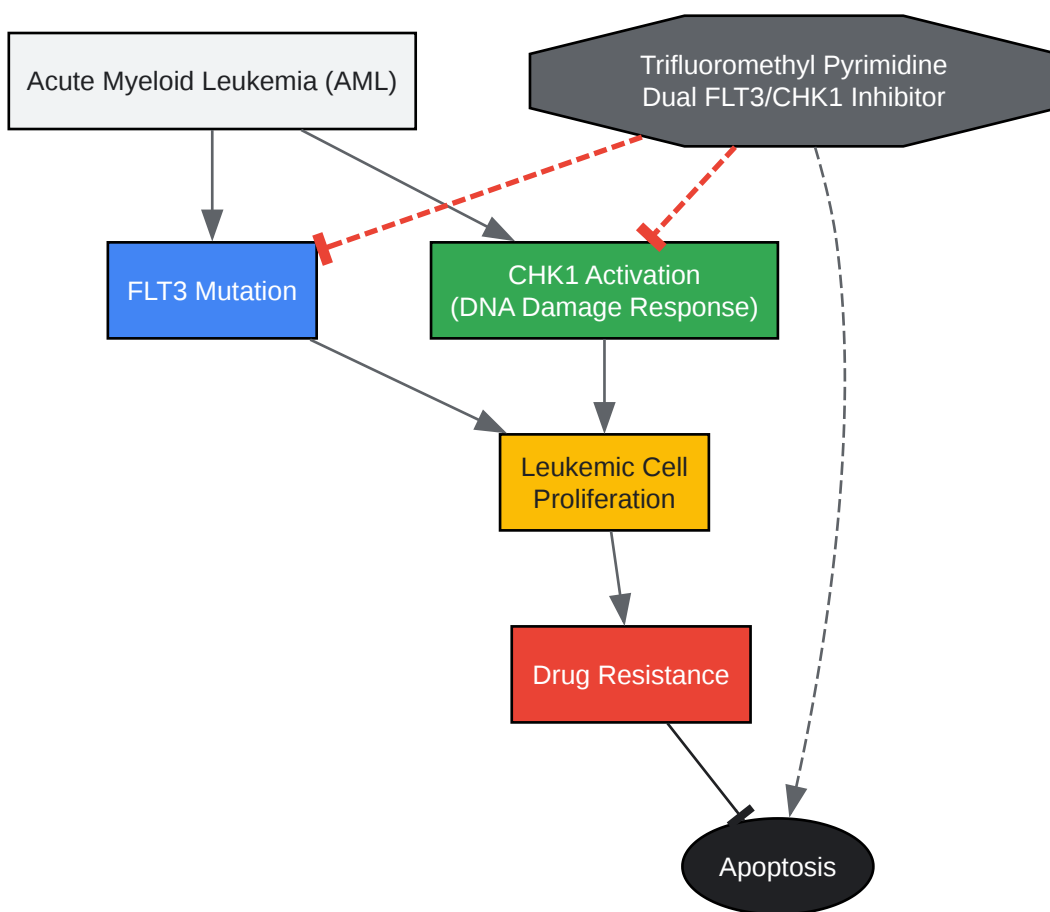 Acute Myeloid Leukemia (AML)
Trifluoromethyl Pyrimidine
Dual FLT3/CHK1 Inhibitor
FLT3 Mutation
CHK1 Activation
(DNA Damage Response)
Leukemic Cell
Proliferation
Drug Resistance
Apoptosis